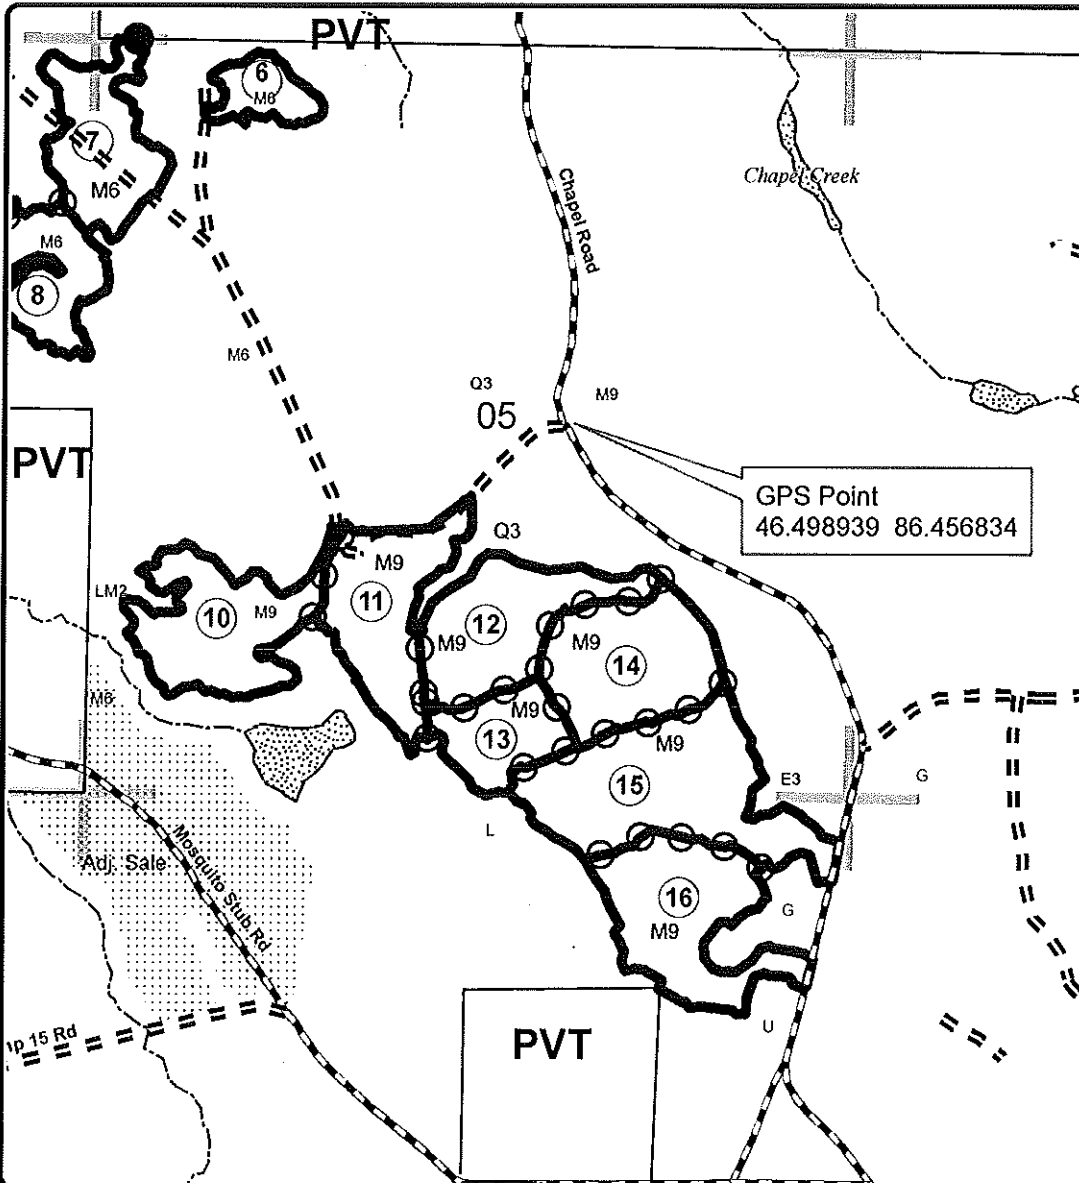 PVT
6
M6
7
M6
Chapel Creek
Chapel Road
M6
8
M6
Q3
M9
05
PVT
GPS Point
46.498939 86.456834
Q3
M9
LM2
11
10
M9
12
M9
M9
14
M6
M9
13
M9
15
E3
G
L
Adj. Sale
Mosquito Stub Rd
16
M9
G
PVT
U
15 Rd